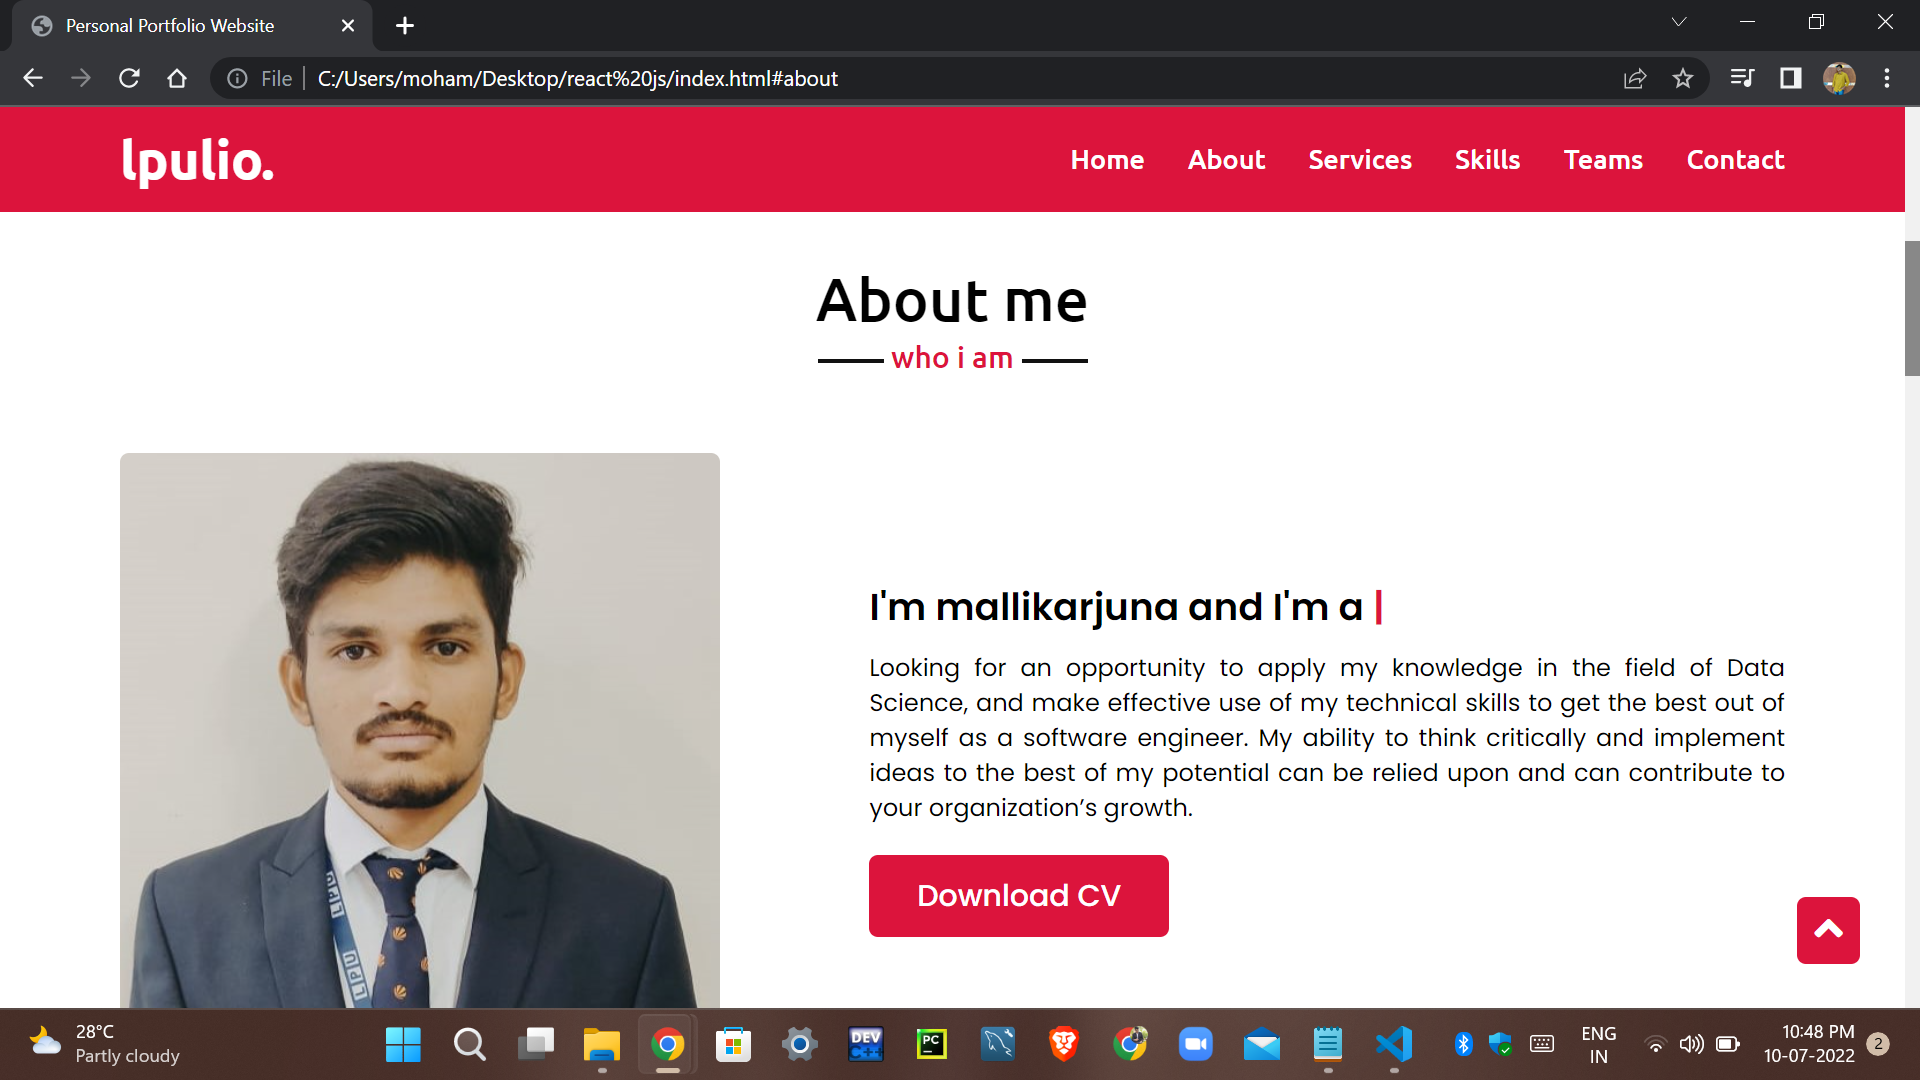 Personal Portfolio Website
File
C:/Users/moham/Desktop/react%20js/index.html#about
lpulio.
Home About Services Skills Teams Contact
About me
who i am
I'm mallikarjuna and I'm a |
Looking for an opportunity to apply my knowledge in the field of Data
Science, and make effective use of my technical skills to get the best out of
myself as a software engineer. My ability to think critically and implement
ideas to the best of my potential can be relied upon and can contribute to
your organization’s growth.
Download CV
LPU
LPU
28°C
Partly cloudy
DEV
C++
PC
ENG
IN
10:48 PM
10-07-2022
2